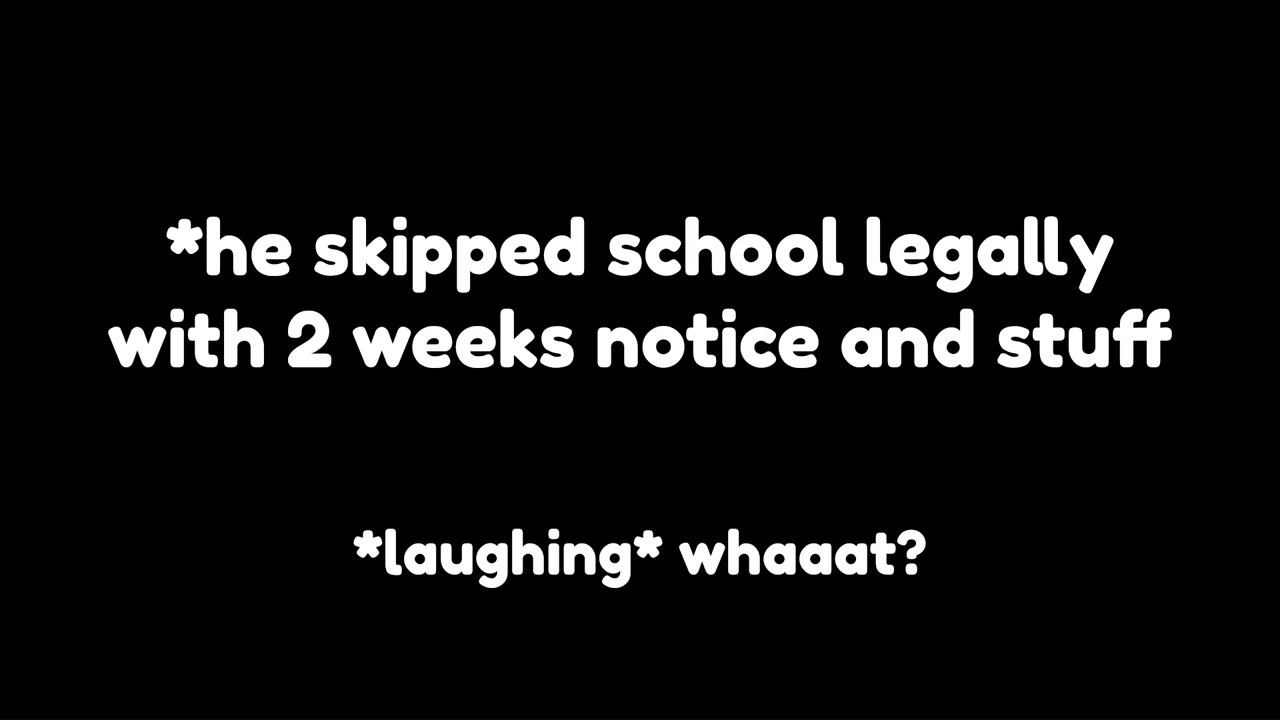 *he skipped school legally
with 2 weeks notice and stuff
*laughing* whaaat?